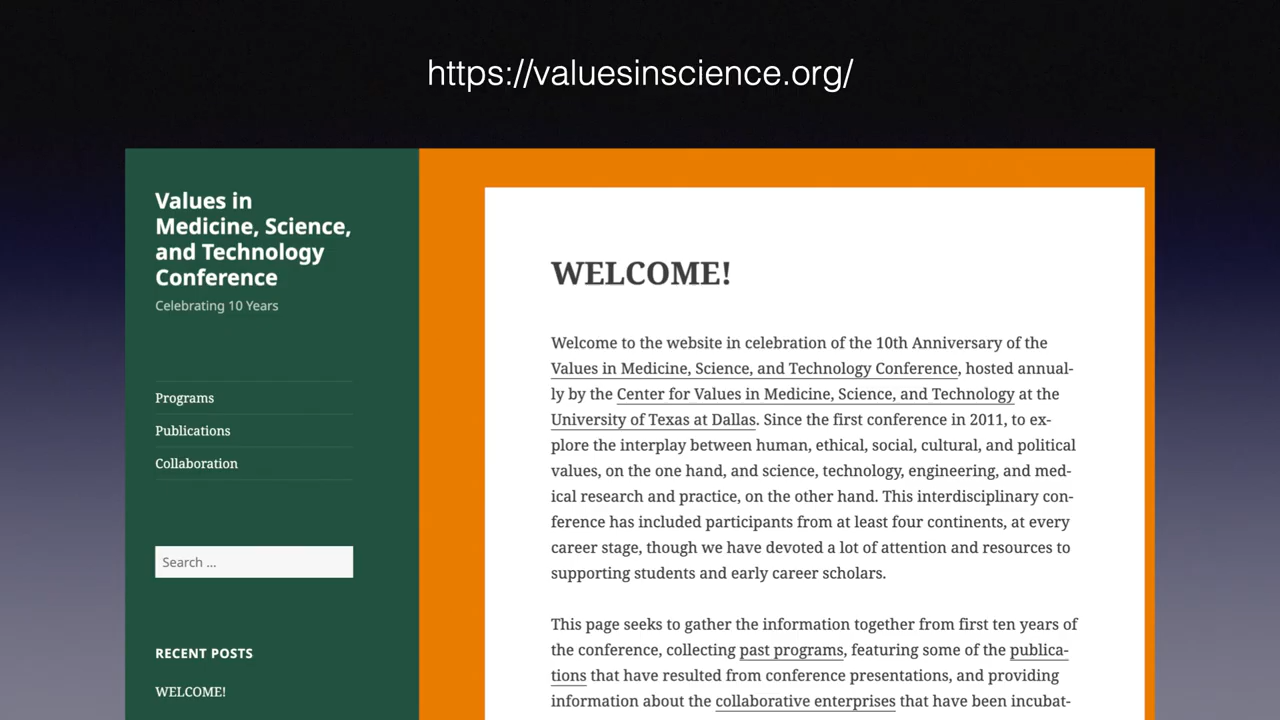 https://valuesinscience.org/
Values in
Medicine, Science,
and Technology
Conference
Celebrating 10 Years
Programs
Publications
Collaboration
Search ...
RECENT POSTS
WELCOME!
WELCOME!
Welcome to the website in celebration of the 10th Anniversary of the
Values in Medicine, Science, and Technology Conference, hosted annual-
ly by the Center for Values in Medicine, Science, and Technology at the
University of Texas at Dallas. Since the first conference in 2011, to ex-
plore the interplay between human, ethical, social, cultural, and political
values, on the one hand, and science, technology, engineering, and med-
ical research and practice, on the other hand. This interdisciplinary con-
ference has included participants from at least four continents, at every
career stage, though we have devoted a lot of attention and resources to
supporting students and early career scholars.
This page seeks to gather the information together from first ten years of
the conference, collecting past programs, featuring some of the publica-
tions that have resulted from conference presentations, and providing
information about the collaborative enterprises that have been incubat-